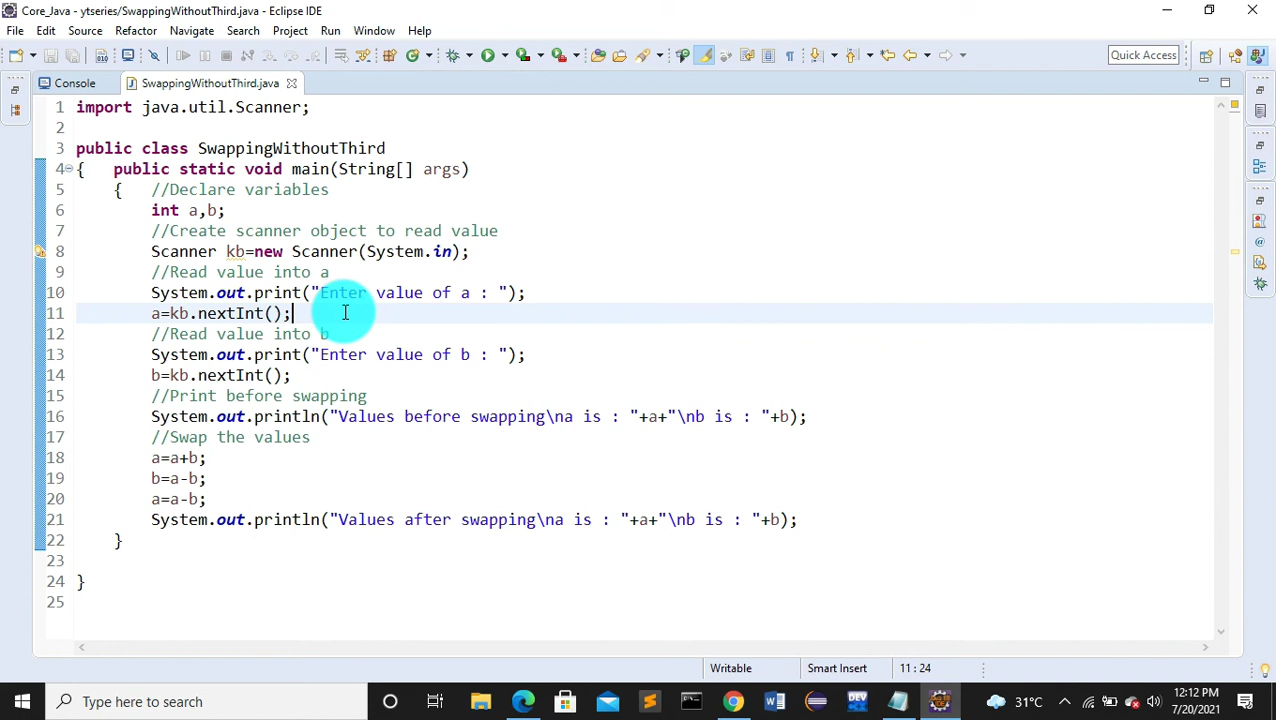 Core_Java - ytseries/SwappingWithoutThird.java - Eclipse IDE
File Edit Source Refactor Navigate Search Project Run Window Help
Quick Access
Console SwappingWithoutThird.java
1 import java.util.Scanner;
2
3 public class SwappingWithoutThird
4 { public static void main(String[] args)
5 { //Declare variables
6 int a,b;
7 //Create scanner object to read value
8 Scanner kb=new Scanner(System.in);
9 //Read value into a
10 System.out.print("Enter value of a : ");
11 a=kb.nextInt();
12 //Read value into b
13 System.out.print("Enter value of b : ");
14 b=kb.nextInt();
15 //Print before swapping
16 System.out.println("Values before swapping\na is : "+a+"\nb is : "+b);
17 //Swap the values
18 a=a+b;
19 b=a-b;
20 a=a-b;
21 System.out.println("Values after swapping\na is : "+a+"\nb is : "+b);
22 }
23
24 }
25
Writable Smart Insert 11 : 24
Type here to search DEV 31°C 12:12 PM
7/20/2021